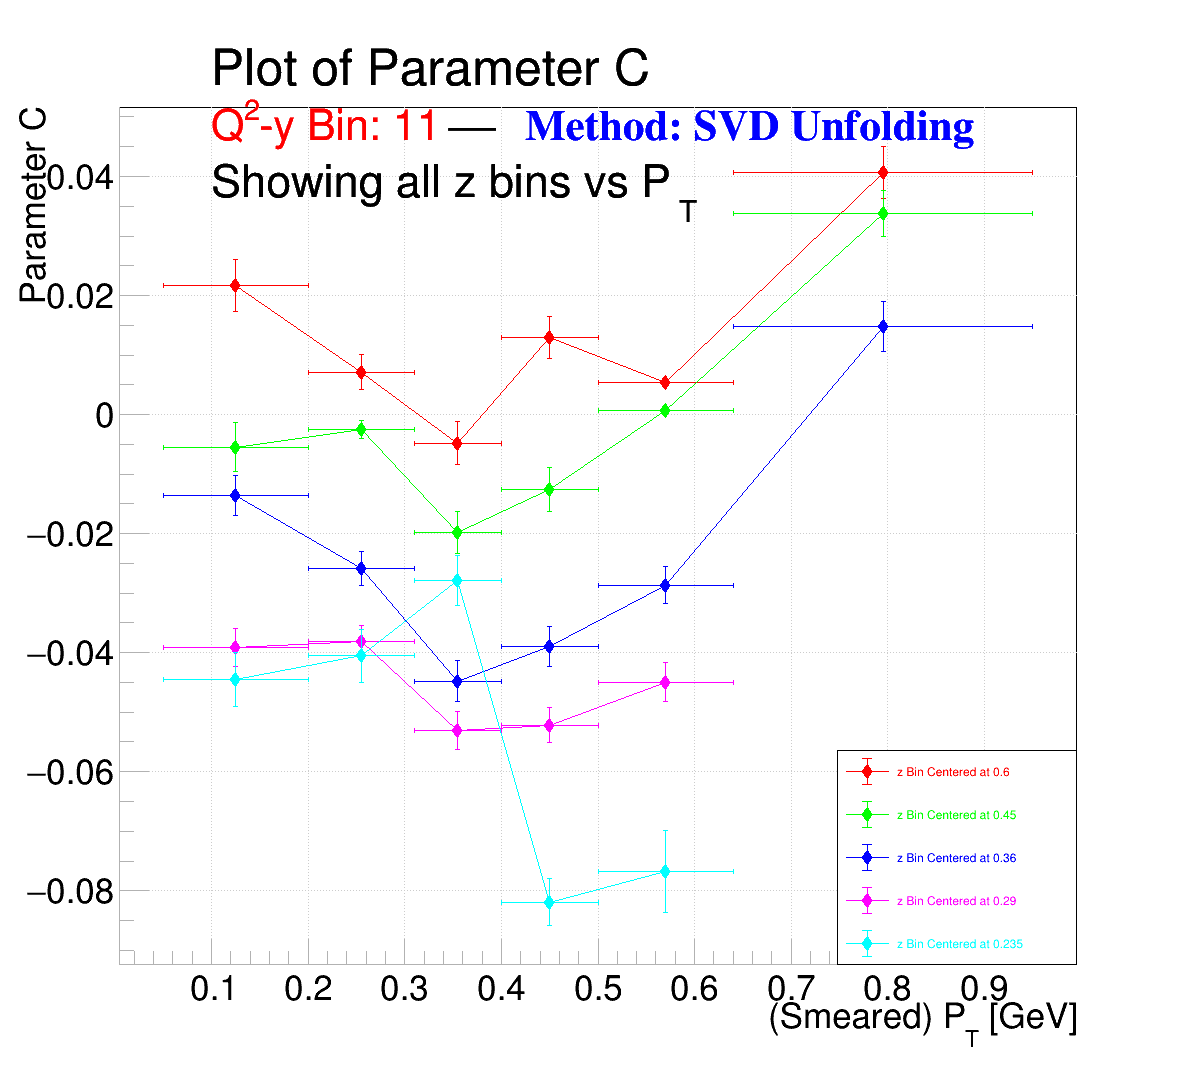 Plot of Parameter C
Q²-y Bin: 11 — Method: SVD Unfolding
Showing all z bins vs P_T
Parameter C
0.04
0.02
0
−0.02
−0.04
−0.06
−0.08
z Bin Centered at 0.6
z Bin Centered at 0.45
z Bin Centered at 0.36
z Bin Centered at 0.29
z Bin Centered at 0.235
0.1 0.2 0.3 0.4 0.5 0.6 0.7 0.8 0.9
(Smeared) P_T [GeV]